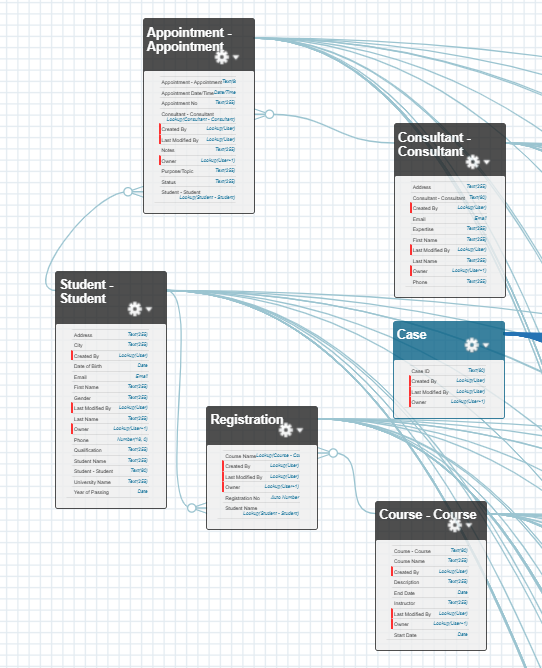 Appointment -
Appointment
Appointment - Appointment Text(8
Appointment Date/Time Date/Time
Appointment No Text(255)
Consultant - Consultant
Lookup(Consultant - Consultant)
Created By Lookup(User)
Last Modified By Lookup(User)
Notes Text(255)
Owner Lookup(User+1)
Purpose/Topic Text(255)
Status Text(255)
Student - Student
Lookup(Student - Student)
Consultant -
Consultant
Address Text(255)
Consultant - Consultant Text(80)
Created By Lookup(User)
Email Email
Expertise Text(255)
First Name Text(255)
Last Modified By Lookup(User)
Last Name Text(255)
Owner Lookup(User+1)
Phone Text(255)
Student -
Student
Address Text(255)
City Text(255)
Created By Lookup(User)
Date of Birth Date
Email Email
First Name Text(255)
Gender Text(255)
Last Modified By Lookup(User)
Last Name Text(255)
Owner Lookup(User+1)
Phone Number(18, 0)
Qualification Text(255)
Student Name Text(255)
Student - Student Text(80)
University Name Text(255)
Year of Passing Date
Case
Case ID Text(80)
Created By Lookup(User)
Last Modified By Lookup(User)
Owner Lookup(User+1)
Registration
Course Name Lookup(Course - Co
Created By Lookup(User)
Last Modified By Lookup(User)
Owner Lookup(User+1)
Registration No Auto Number
Student Name
Lookup(Student - Student)
Course - Course
Course - Course Text(80)
Course Name Text(255)
Created By Lookup(User)
Description Text(255)
End Date Date
Instructor Text(255)
Last Modified By Lookup(User)
Owner Lookup(User+1)
Start Date Date